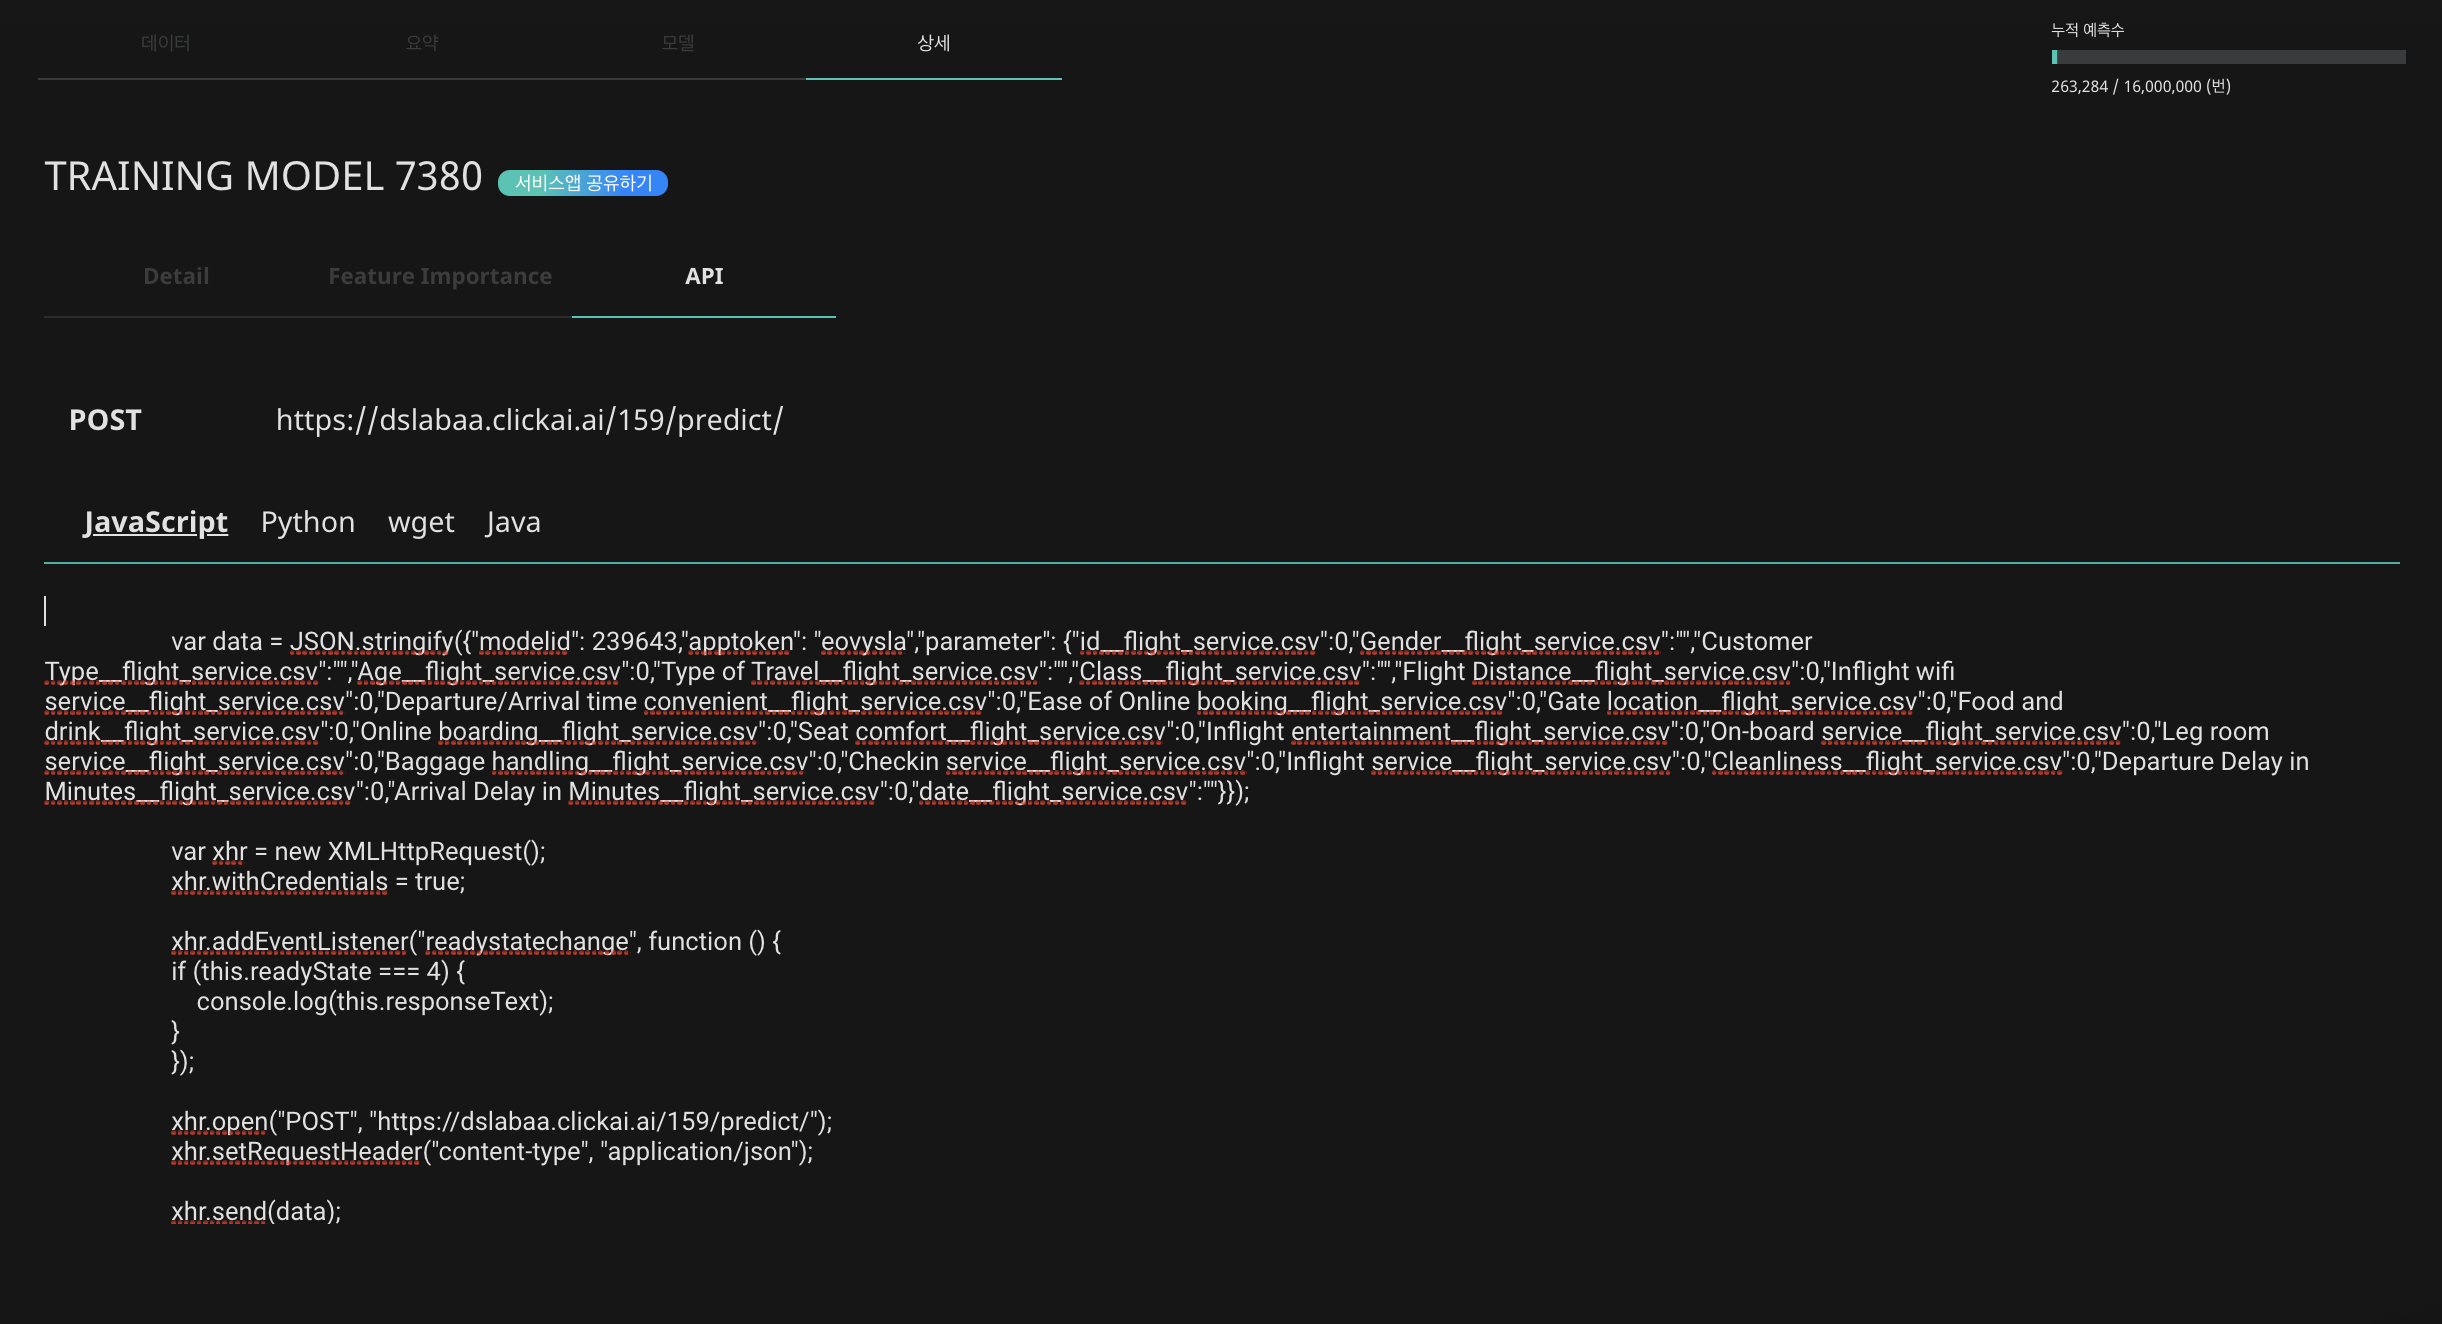 데이터 요약 모델 상세
누적 예측수
263,284 / 16,000,000 (번)
TRAINING MODEL 7380 서비스앱 공유하기
Detail Feature Importance API
POST https://dslabaa.clickai.ai/159/predict/
JavaScript Python wget Java
var data = JSON.stringify({"modelid": 239643,"apptoken": "eovysla","parameter": {"id__flight_service.csv":0,"Gender__flight_service.csv":"","Customer
Type__flight_service.csv":"","Age__flight_service.csv":0,"Type of Travel__flight_service.csv":"","Class__flight_service.csv":"","Flight Distance__flight_service.csv":0,"Inflight wifi
service__flight_service.csv":0,"Departure/Arrival time convenient__flight_service.csv":0,"Ease of Online booking__flight_service.csv":0,"Gate location__flight_service.csv":0,"Food and
drink__flight_service.csv":0,"Online boarding__flight_service.csv":0,"Seat comfort__flight_service.csv":0,"Inflight entertainment__flight_service.csv":0,"On-board service__flight_service.csv":0,"Leg room
service__flight_service.csv":0,"Baggage handling__flight_service.csv":0,"Checkin service__flight_service.csv":0,"Inflight service__flight_service.csv":0,"Cleanliness__flight_service.csv":0,"Departure Delay in
Minutes__flight_service.csv":0,"Arrival Delay in Minutes__flight_service.csv":0,"date__flight_service.csv":""}});
var xhr = new XMLHttpRequest();
xhr.withCredentials = true;
xhr.addEventListener("readystatechange", function () {
if (this.readyState === 4) {
console.log(this.responseText);
}
});
xhr.open("POST", "https://dslabaa.clickai.ai/159/predict/");
xhr.setRequestHeader("content-type", "application/json");
xhr.send(data);